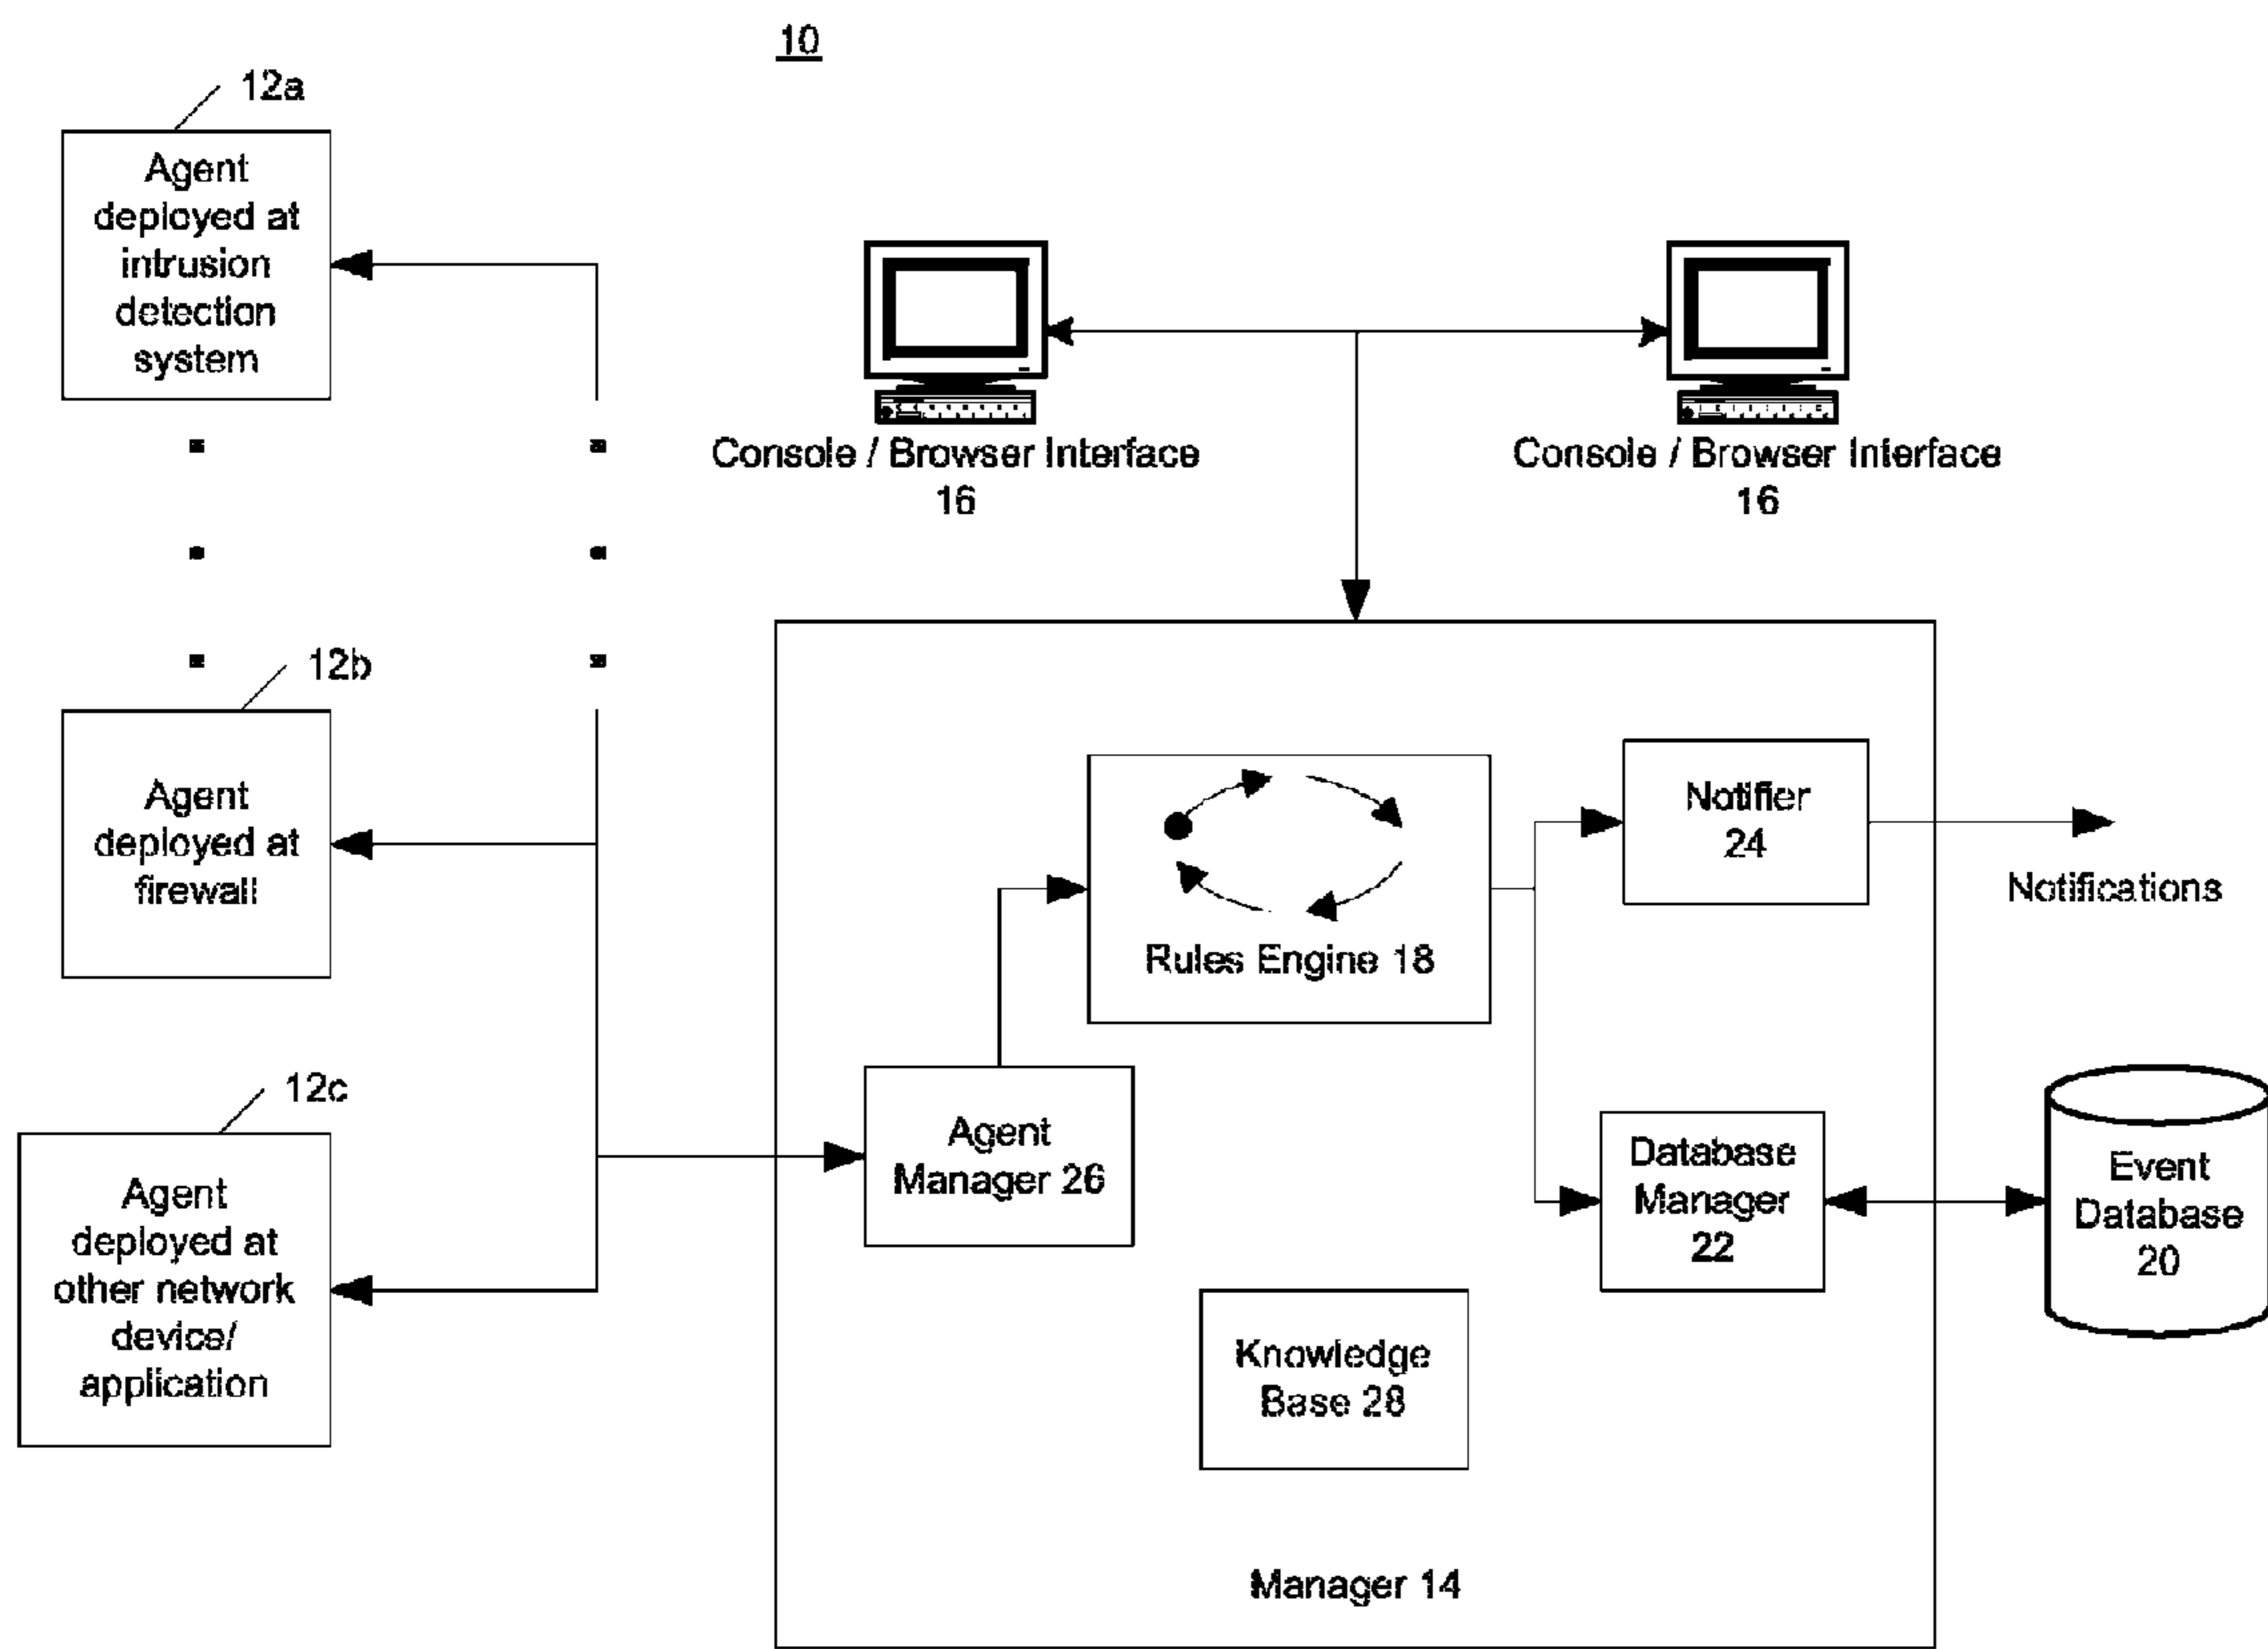 10
12a
Agent
deployed at
intrusion
detection
system
Console / Browser Interface
16
Console / Browser Interface
16
12b
Agent
deployed at
firewall
12c
Agent
deployed at
other network
device/
application
Rules Engine 18
Notifier
24
Notifications
Agent
Manager 26
Database
Manager
22
Event
Database
20
Knowledge
Base 28
Manager 14